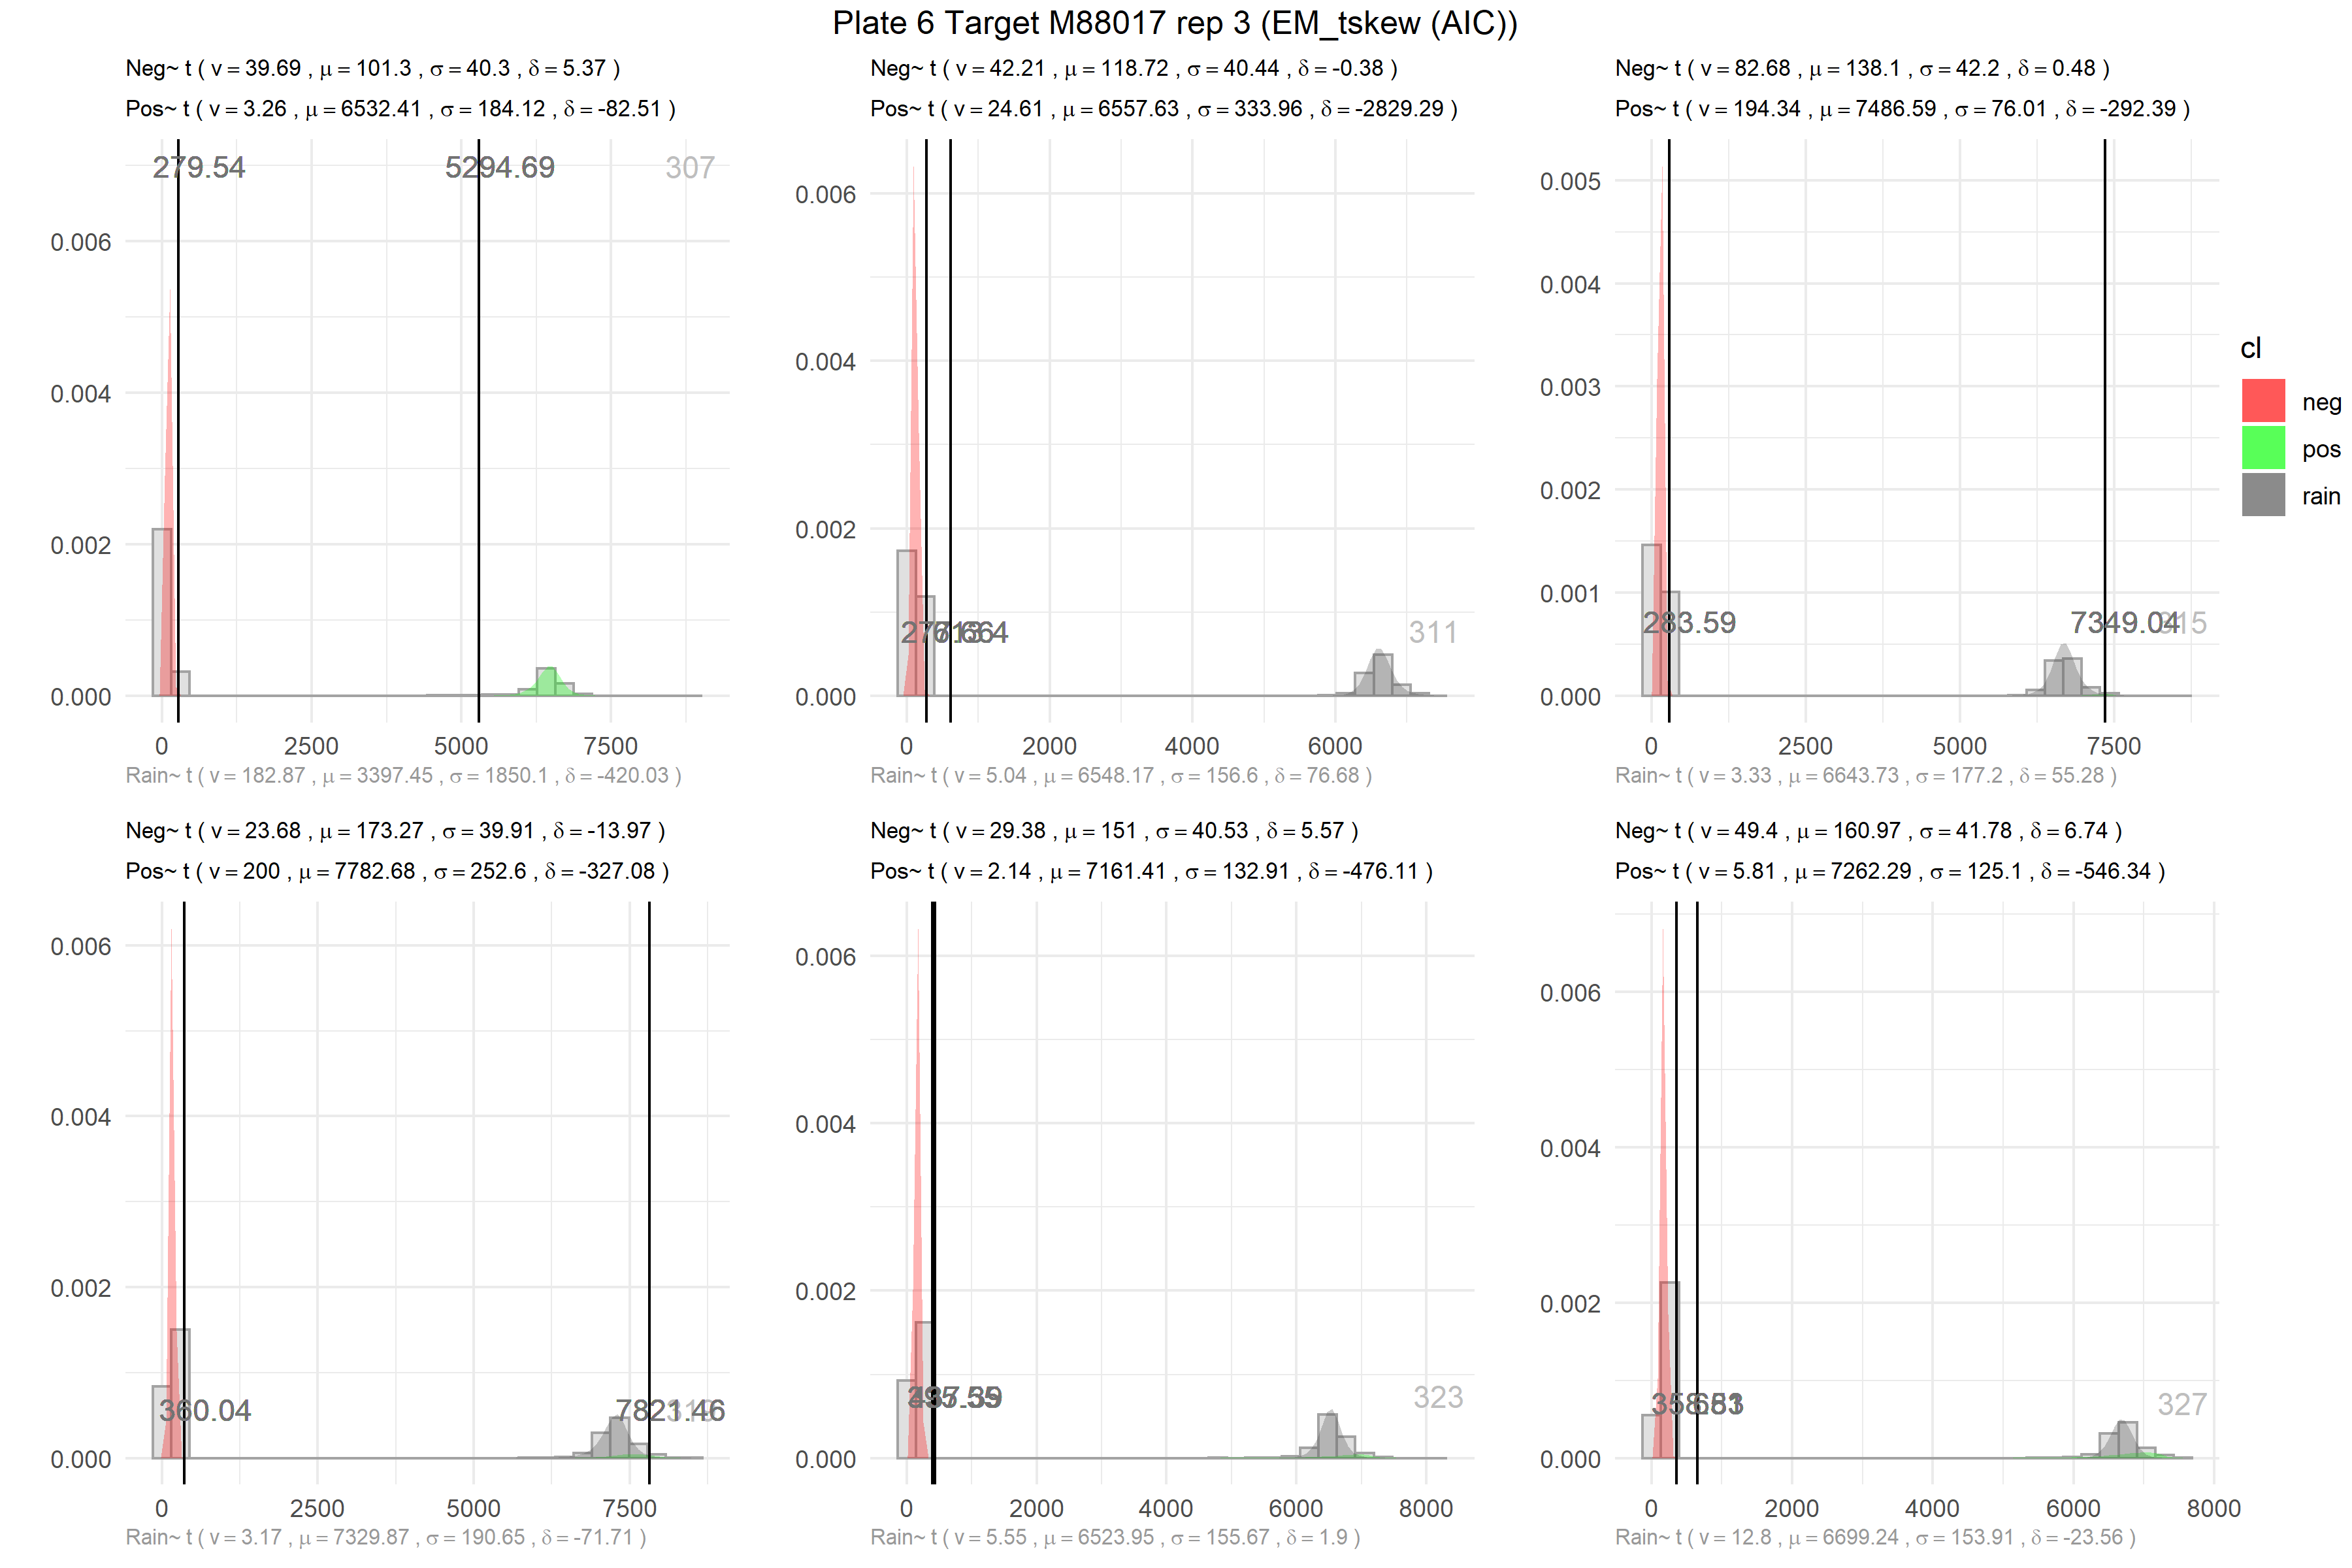 Plate 6 Target M88017 rep 3 (EM_tskew (AIC))
Neg~ t ( ν = 39.69 , μ = 101.3 , σ = 40.3 , δ = 5.37 )
Pos~ t ( ν = 3.26 , μ = 6532.41 , σ = 184.12 , δ = -82.51 )
279.54 5294.69 307
0.006
0.004
0.002
0.000
0 2500 5000 7500
Rain~ t ( ν = 182.87 , μ = 3397.45 , σ = 1850.1 , δ = -420.03 )
Neg~ t ( ν = 42.21 , μ = 118.72 , σ = 40.44 , δ = -0.38 )
Pos~ t ( ν = 24.61 , μ = 6557.63 , σ = 333.96 , δ = -2829.29 )
0.006
0.004
0.002
311
0.000
0 2000 4000 6000
Rain~ t ( ν = 5.04 , μ = 6548.17 , σ = 156.6 , δ = 76.68 )
Neg~ t ( ν = 82.68 , μ = 138.1 , σ = 42.2 , δ = 0.48 )
Pos~ t ( ν = 194.34 , μ = 7486.59 , σ = 76.01 , δ = -292.39 )
0.005
0.004
0.003
0.002
0.001
283.59 7349.04 315
0.000
0 2500 5000 7500
Rain~ t ( ν = 3.33 , μ = 6643.73 , σ = 177.2 , δ = 55.28 )
cl
neg
pos
rain
Neg~ t ( ν = 23.68 , μ = 173.27 , σ = 39.91 , δ = -13.97 )
Pos~ t ( ν = 200 , μ = 7782.68 , σ = 252.6 , δ = -327.08 )
0.006
0.004
0.002
360.04 7821.46 319
0.000
0 2500 5000 7500
Rain~ t ( ν = 3.17 , μ = 7329.87 , σ = 190.65 , δ = -71.71 )
Neg~ t ( ν = 29.38 , μ = 151 , σ = 40.53 , δ = 5.57 )
Pos~ t ( ν = 2.14 , μ = 7161.41 , σ = 132.91 , δ = -476.11 )
0.006
0.004
0.002
323
0.000
0 2000 4000 6000 8000
Rain~ t ( ν = 5.55 , μ = 6523.95 , σ = 155.67 , δ = 1.9 )
Neg~ t ( ν = 49.4 , μ = 160.97 , σ = 41.78 , δ = 6.74 )
Pos~ t ( ν = 5.81 , μ = 7262.29 , σ = 125.1 , δ = -546.34 )
0.006
0.004
0.002
327
0.000
0 2000 4000 6000 8000
Rain~ t ( ν = 12.8 , μ = 6699.24 , σ = 153.91 , δ = -23.56 )